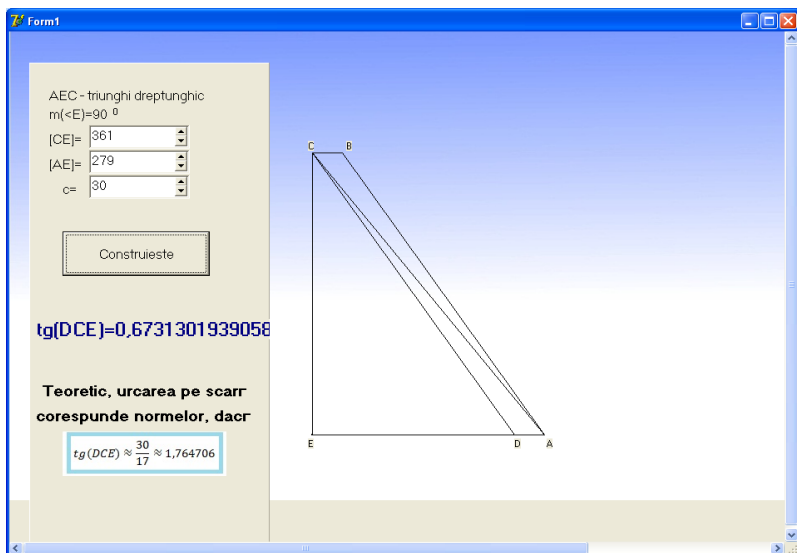 Form1
AEC - triunghi dreptunghic
m(<E)=90 ⁰
[CE]= 361
[AE]= 279
c= 30
Construieste
tg(DCE)=0,6731301939058
Teoretic, urcarea pe scarr
corespunde normelor, dacr
tg(DCE) ≈ 30/17 ≈ 1,764706
C B
E D A